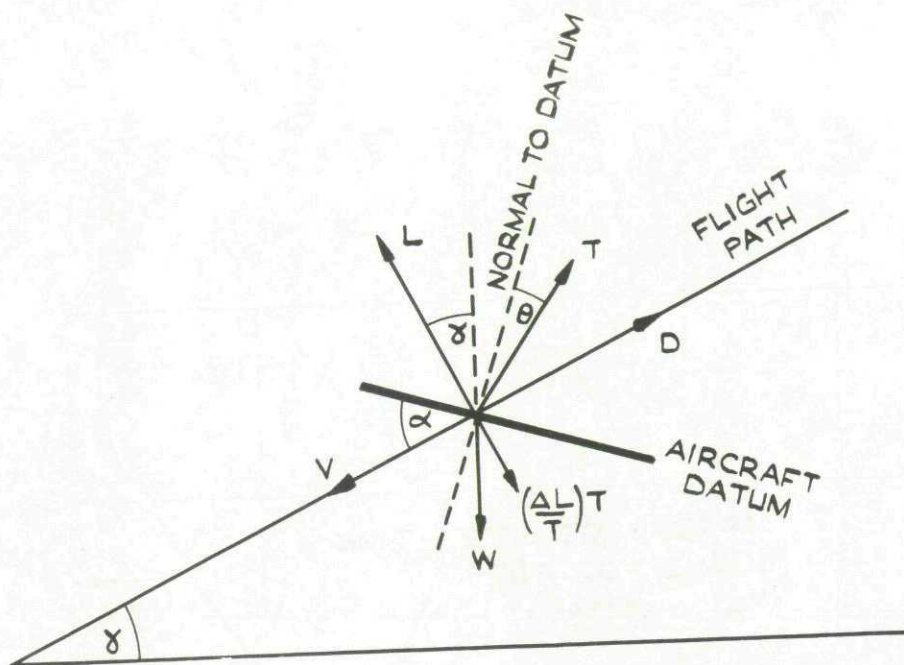 NORMAL TO DATUM
FLIGHT
PATH
L
T
γ
θ
D
α
V
AIRCRAFT
DATUM
(ΔL/T)T
W
γ